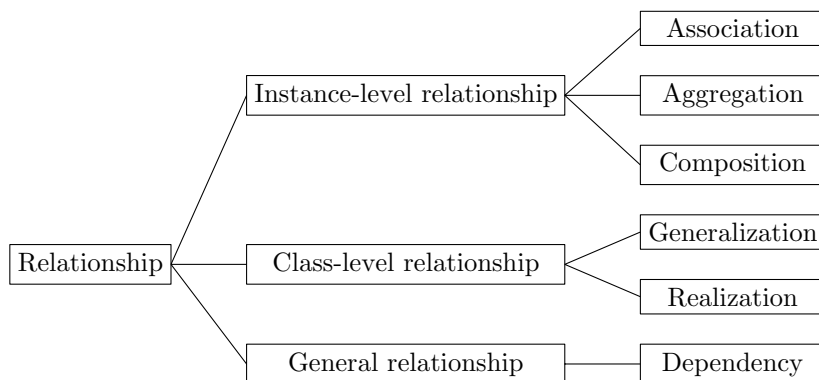 Association
Instance-level relationship
Aggregation
Composition
Relationship
Class-level relationship
Generalization
Realization
General relationship
Dependency